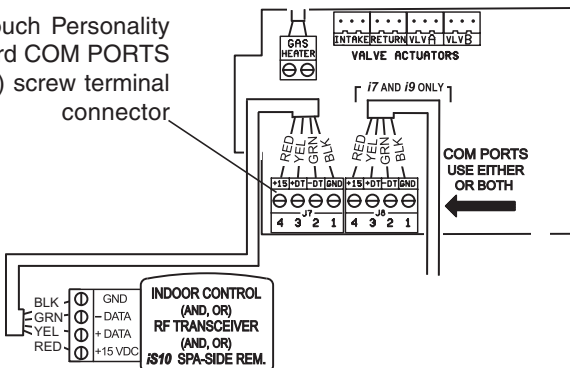 ouch Personality
rd COM PORTS
) screw terminal
connector
GAS
HEATER
INTAKE RETURN VLVA VLVB
VALVE ACTUATORS
i7 AND i9 ONLY
RED YEL GRN BLK
RED YEL GRN BLK
COM PORTS
USE EITHER
OR BOTH
+15 +DT -DT GND
J7
4 3 2 1
+15 +DT -DT GND
J8
4 3 2 1
BLK GND
GRN – DATA
YEL + DATA
RED +15 VDC
INDOOR CONTROL
(AND, OR)
RF TRANSCEIVER
(AND, OR)
iS10 SPA-SIDE REM.